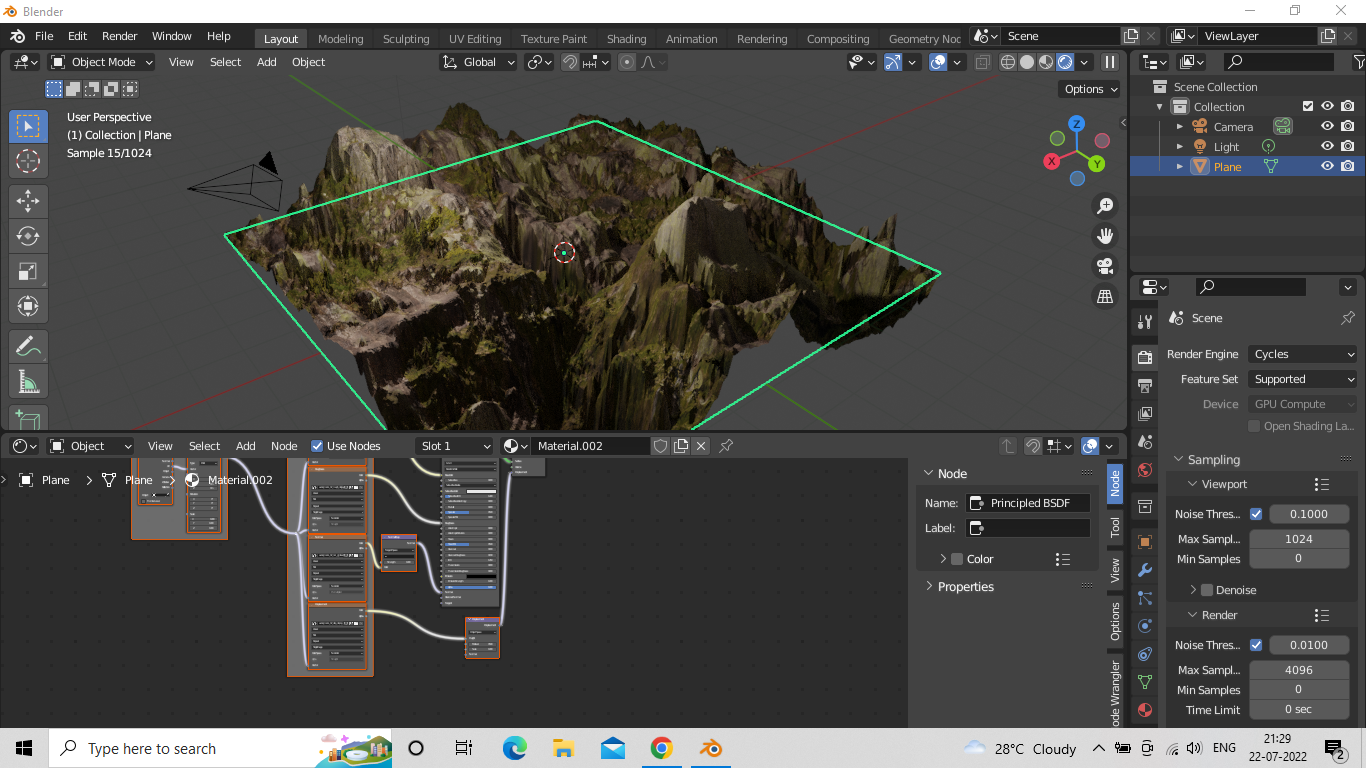 Blender
File Edit Render Window Help Layout Modeling Sculpting UV Editing Texture Paint Shading Animation Rendering Compositing Geometry Noc Scene ViewLayer
Object Mode View Select Add Object Global
Options
User Perspective
(1) Collection | Plane
Sample 15/1024
Z
X
Y
Scene Collection
Collection
Camera
Light
Plane
Scene
Render Engine Cycles
Feature Set Supported
Device GPU Compute
Open Shading La...
Sampling
Viewport
Noise Thres... 0.1000
Max Sampl... 1024
Min Samples 0
Denoise
Render
Noise Thres... 0.0100
Max Sampl... 4096
Min Samples 0
Time Limit 0 sec
Object View Select Add Node Use Nodes Slot 1 Material.002
Plane Plane Material.002
Node
Name: Principled BSDF
Label:
Color
Properties
Node
Tool
View
Options
ode Wrangler
Type here to search
28°C Cloudy
ENG
21:29
22-07-2022
2